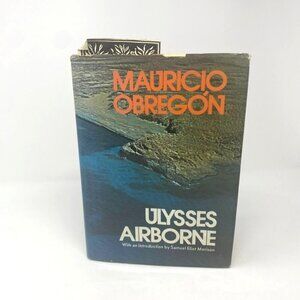 MAURICIO
OBREGÓN
ULYSSES
AIRBORNE
With an introduction by Samuel Eliot Morison